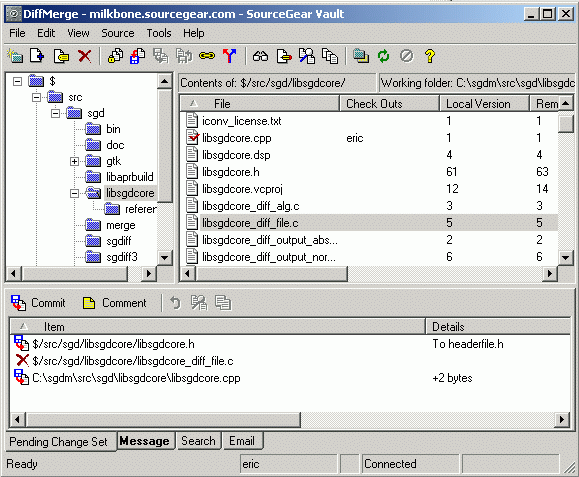 DiffMerge - milkbone.sourcegear.com - SourceGear Vault
File Edit View Source Tools Help
$
src
sgd
bin
doc
gtk
libaprbuild
libsgdcore
referen
merge
sgdiff
sgdiff3
Contents of: $/src/sgd/libsgdcore/ Working folder: C:\sgdm\src\sgd\libsgdc
File Check Outs Local Version Rem
iconv_license.txt 1 1
libsgdcore.cpp eric 1 1
libsgdcore.dsp 4 4
libsgdcore.h 61 63
libsgdcore.vcproj 12 14
libsgdcore_diff_alg.c 3 3
libsgdcore_diff_file.c 5 5
libsgdcore_diff_output_abs... 2 2
libsgdcore_diff_output_nor... 6 6
Commit Comment
Item Details
$/src/sgd/libsgdcore/libsgdcore.h To headerfile.h
$/src/sgd/libsgdcore/libsgdcore_diff_file.c
C:\sgdm\src\sgd\libsgdcore\libsgdcore.cpp +2 bytes
Pending Change Set Message Search Email
Ready eric Connected